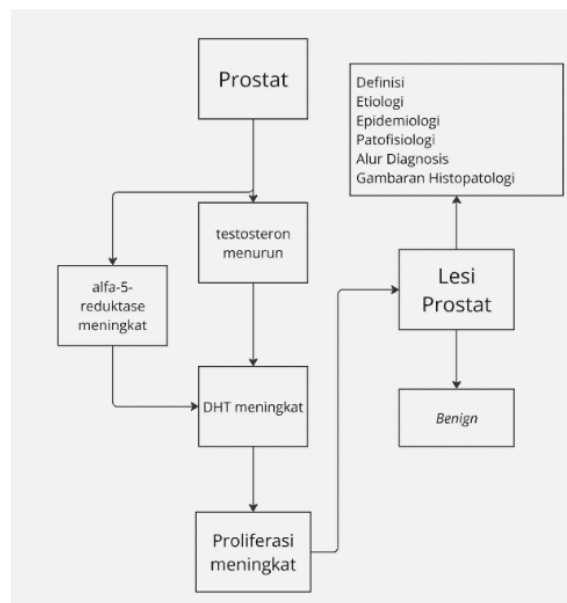 Prostat
Definisi
Etiologi
Epidemiologi
Patofisiologi
Alur Diagnosis
Gambaran Histopatologi
testosteron
menurun
alfa-5-
reduktase
meningkat
Lesi
Prostat
DHT meningkat
Benign
Proliferasi
meningkat